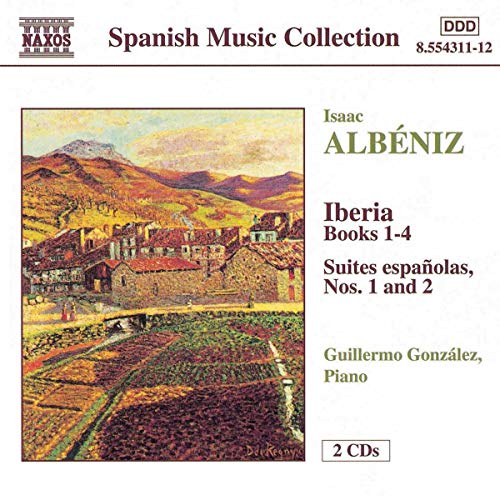 NAXOS
Spanish Music Collection
DDD
8.554311-12
Isaac
ALBÉNIZ
Iberia
Books 1-4
Suites españolas,
Nos. 1 and 2
Guillermo González,
Piano
2 CDs